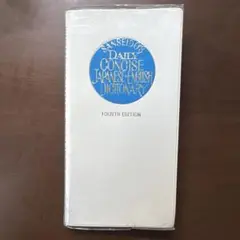 SANSEIDO'S
DAILY
CONCISE
JAPANESE-ENGLISH
DICTIONARY
FOURTH EDITION